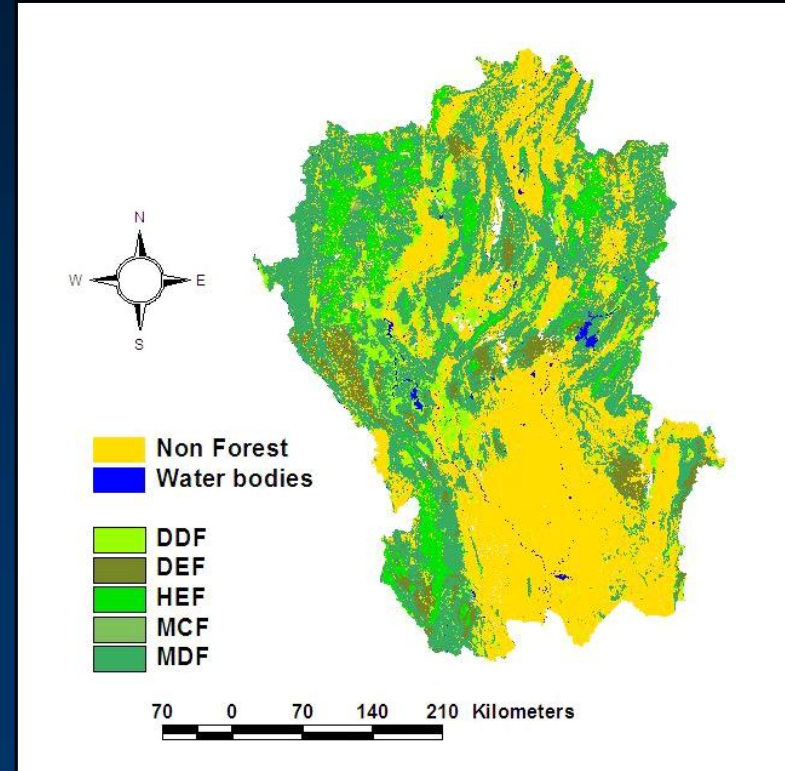 N
W E
S
Non Forest
Water bodies
DDF
DEF
HEF
MCF
MDF
70 0 70 140 210 Kilometers